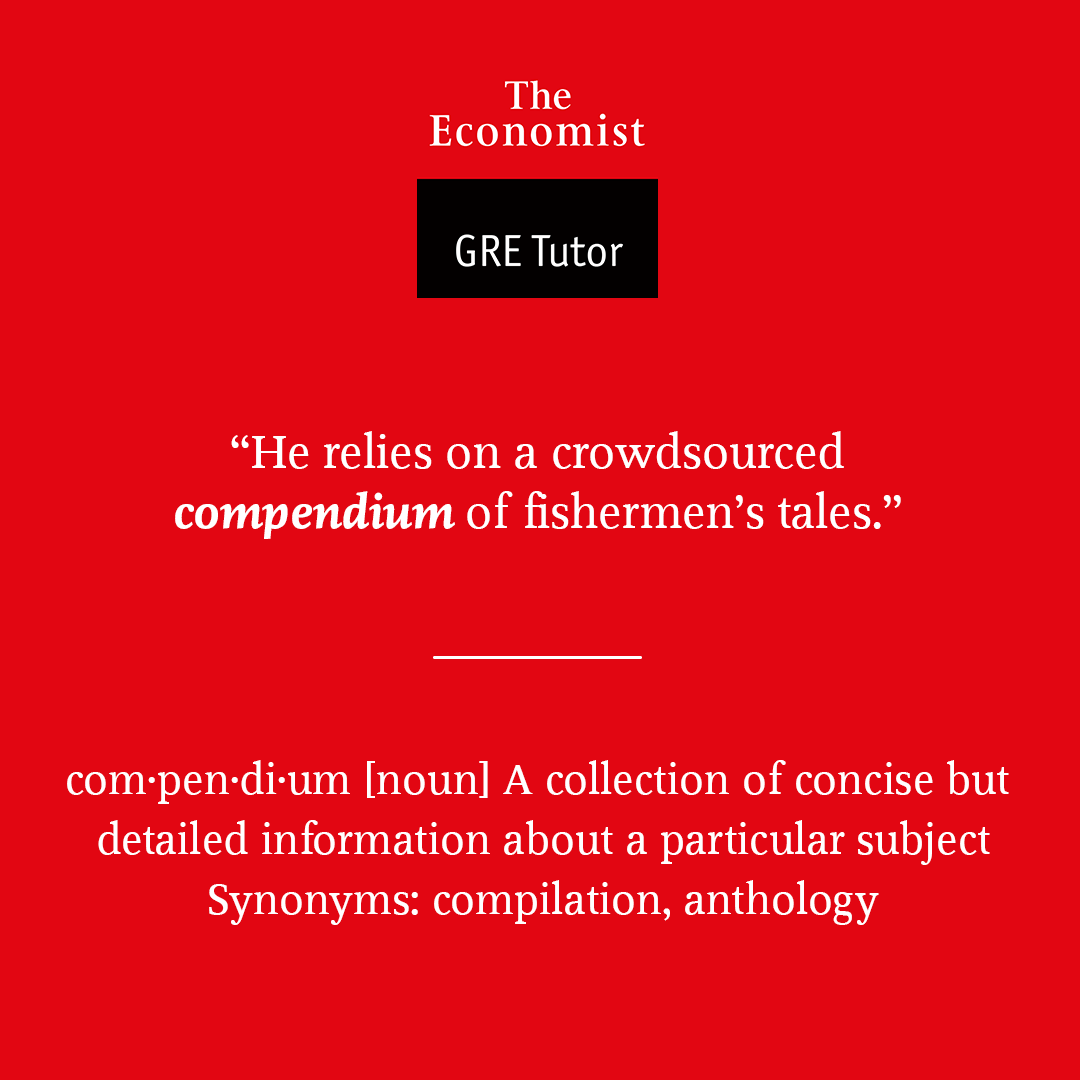 The
Economist
GRE Tutor
“He relies on a crowdsourced
compendium of fishermen’s tales.”
com·pen·di·um [noun] A collection of concise but
detailed information about a particular subject
Synonyms: compilation, anthology